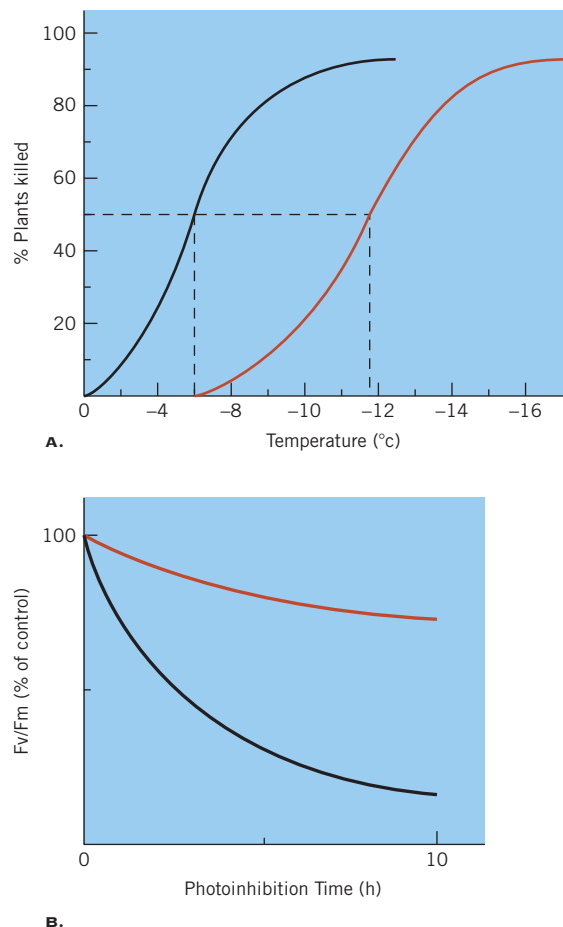 100
80
% Plants killed
60
40
20
0
–4
–8
–10
–12
–14
–16
A.
Temperature (°c)
100
Fv/Fm (% of control)
0
10
Photoinhibition Time (h)
B.